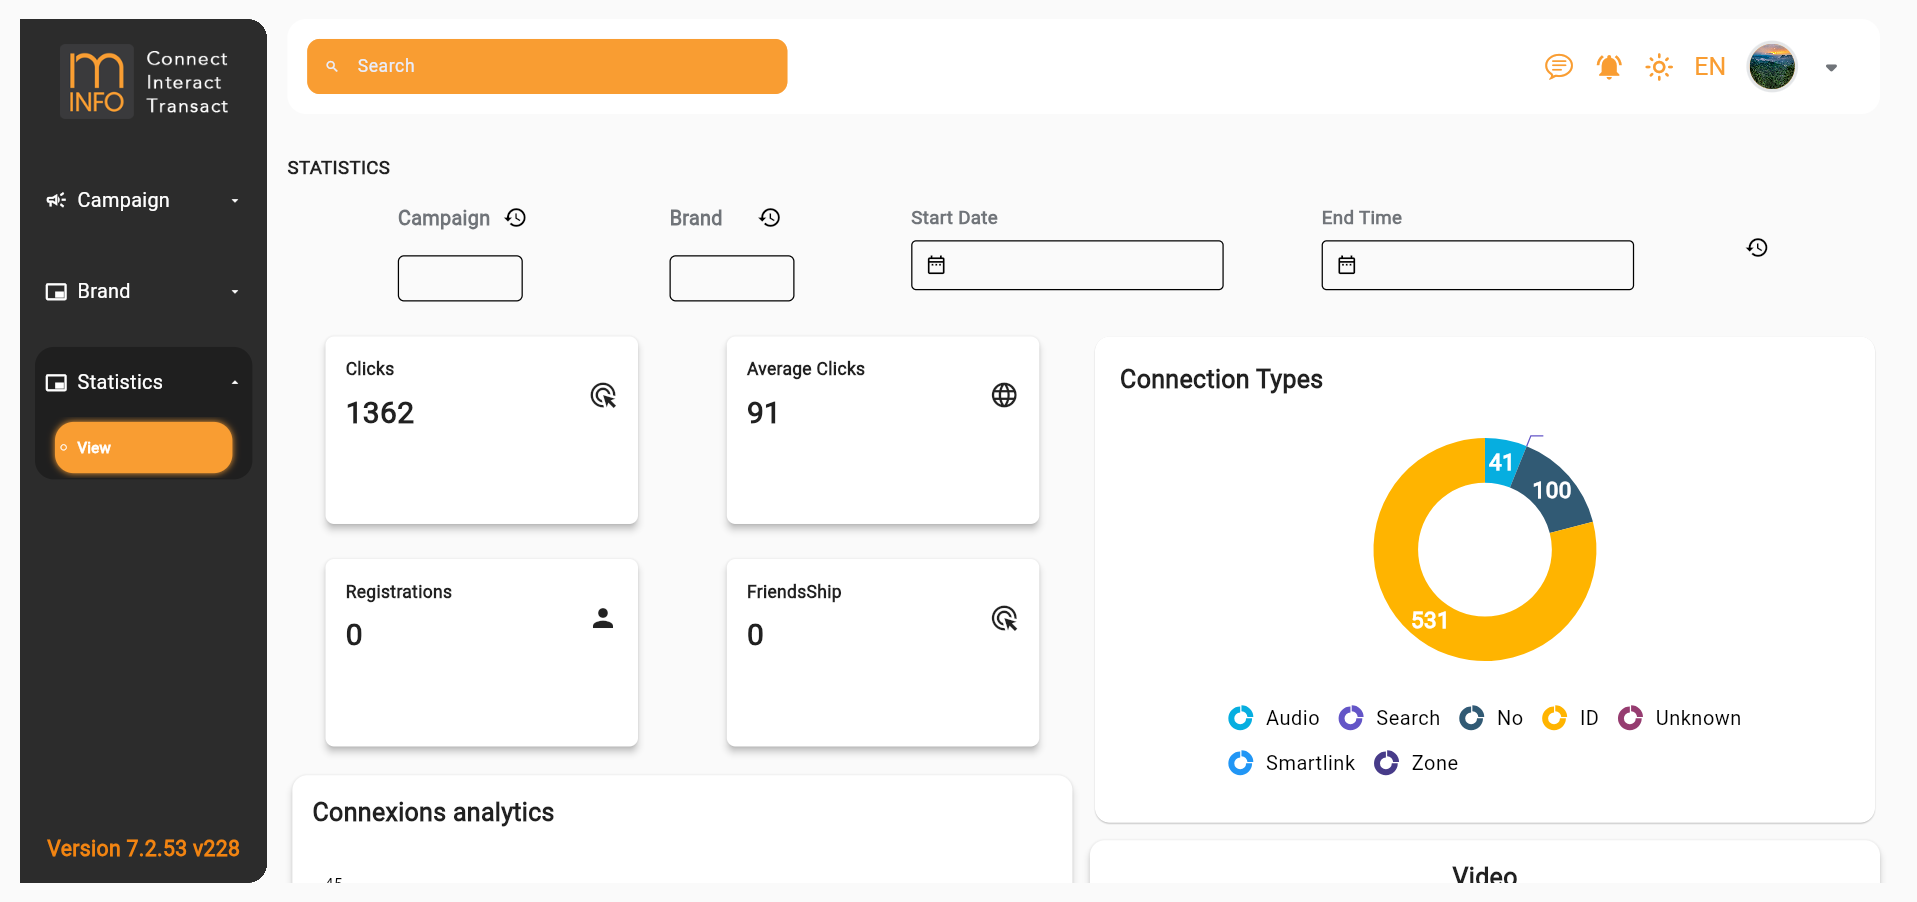 m
INFO
Connect
Interact
Transact
Search
EN
Campaign
Brand
Statistics
View
Version 7.2.53 v228
STATISTICS
Campaign
Brand
Start Date
End Time
Clicks
1362
Average Clicks
91
Registrations
0
FriendsShip
0
Connection Types
41
100
531
Audio Search No ID Unknown
Smartlink Zone
Connexions analytics
45
Video